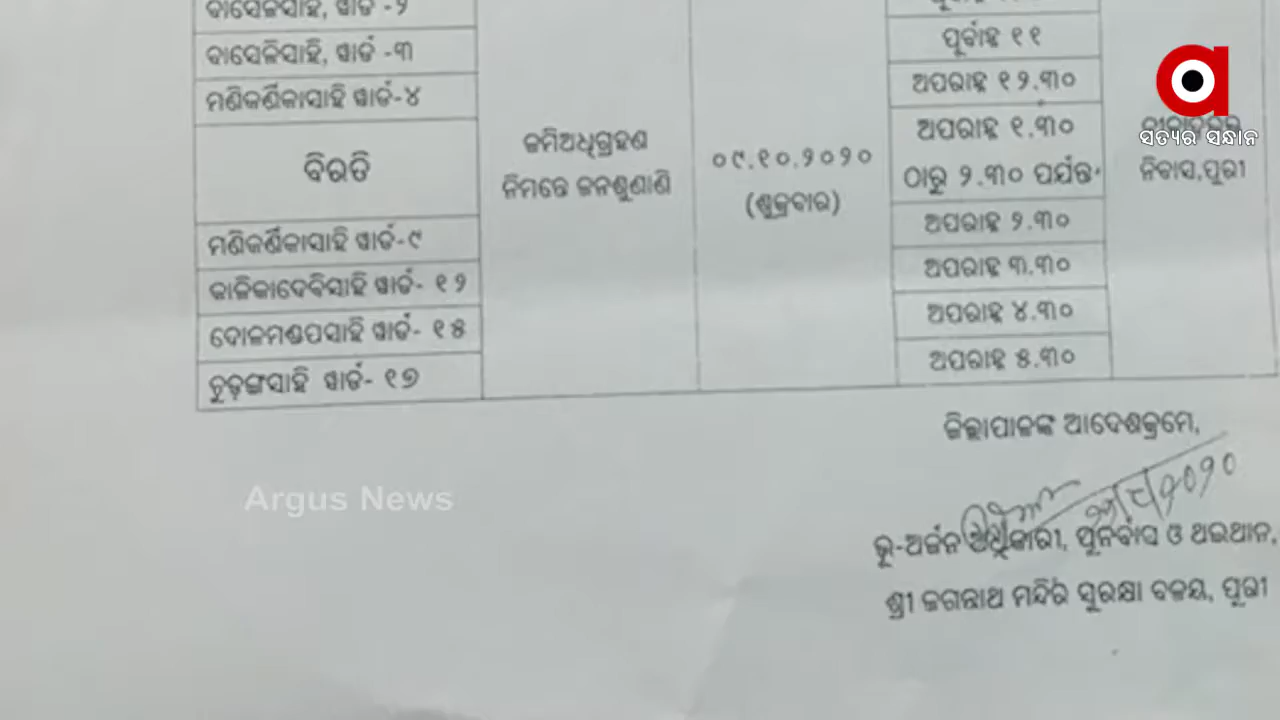 ବାସେଳିସାହି, ୱାର୍ଡ -୨
ବାସେଳିସାହି, ୱାର୍ଡ -୩
ପୂର୍ବାହ୍ନ ୧୧
ମଣିକର୍ଣିକାସାହି ୱାର୍ଡ-୪
ଅପରାହ୍ନ ୧୨.୩୦
ବିରତି
ଜମିଅଧିଗ୍ରହଣ
ନିମନ୍ତେ ଜନଶୁଣାଣି
୦୯.୧୦.୨୦୨୦
(ଶୁକ୍ରବାର)
ଅପରାହ୍ନ ୧.୩୦
ଠାରୁ ୨.୩୦ ପର୍ଯ୍ୟନ୍ତ
ନିବାସ,ପୁରୀ
ମଣିକର୍ଣିକାସାହି ୱାର୍ଡ-୯
ଅପରାହ୍ନ ୨.୩୦
କାଳିକାଦେବିସାହି ୱାର୍ଡ- ୧୨
ଅପରାହ୍ନ ୩.୩୦
ଦୋଳମଣ୍ଡପସାହି ୱାର୍ଡ- ୧୫
ଅପରାହ୍ନ ୪.୩୦
ଚୁଡ଼ଙ୍ଗସାହି ୱାର୍ଡ- ୧୭
ଅପରାହ୍ନ ୫.୩୦
ଜିଲ୍ଲାପାଳଙ୍କ ଆଦେଶକ୍ରମେ,
ଭୂ-ଅର୍ଜନ ଅଧିକାରୀ, ପୁନର୍ବାସ ଓ ଥଇଥାନ,
ଶ୍ରୀ ଜଗନ୍ନାଥ ମନ୍ଦିର ସୁରକ୍ଷା ବଳୟ, ପୁରୀ
ସତ୍ୟର ସନ୍ଧାନ
Argus News